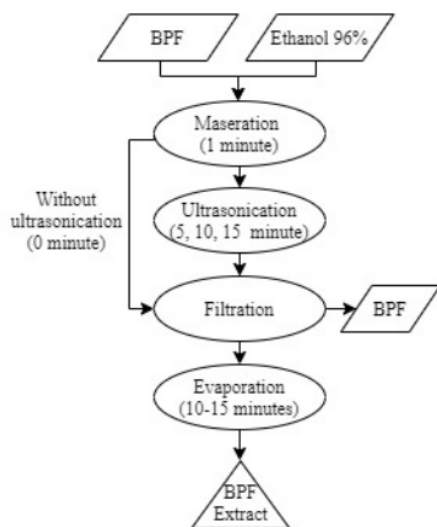 BPF
Ethanol 96%
Maseration
(1 minute)
Without
ultrasonication
(0 minute)
Ultrasonication
(5, 10, 15 minute)
Filtration
BPF
Evaporation
(10-15 minutes)
BPF
Extract